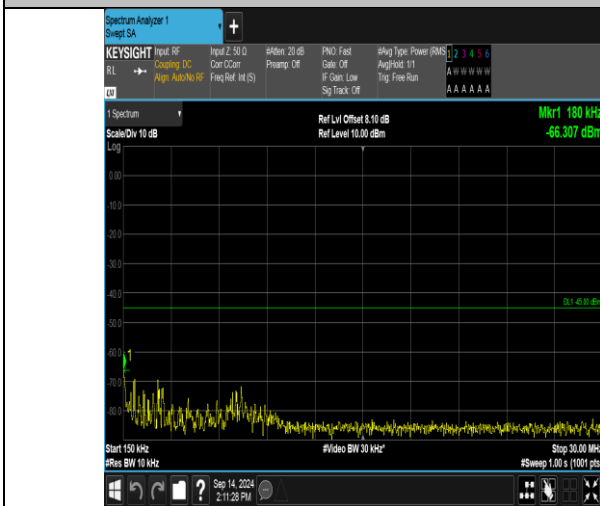 Spectrum Analyzer 1
Swept SA
+
KEYSIGHT Input: RF Input Z: 50 Ω #Atten: 20 dB PNO: Fast #Avg Type: Power (RMS 1 2 3 4 5 6
RL Coupling: DC Corr CCorr Preamp: Off Gate: Off Avg|Hold: 1/1 A W W W W W
Align: Auto/No RF Freq Ref: Int (S) IF Gain: Low Trig: Free Run
LXI Sig Track: Off A A A A A A
1 Spectrum Ref Lvl Offset 8.10 dB Mkr1 180 kHz
Scale/Div 10 dB Ref Level 10.00 dBm -66.307 dBm
Log
0.00
-10.0
-20.0
-30.0
-40.0
DL1 -45.00 dBm
-50.0
-60.0
1
-70.0
-80.0
Start 150 kHz #Video BW 30 kHz* Stop 30.00 MHz
#Res BW 10 kHz #Sweep 1.00 s (1001 pts
? Sep 14, 2024
2:11:28 PM